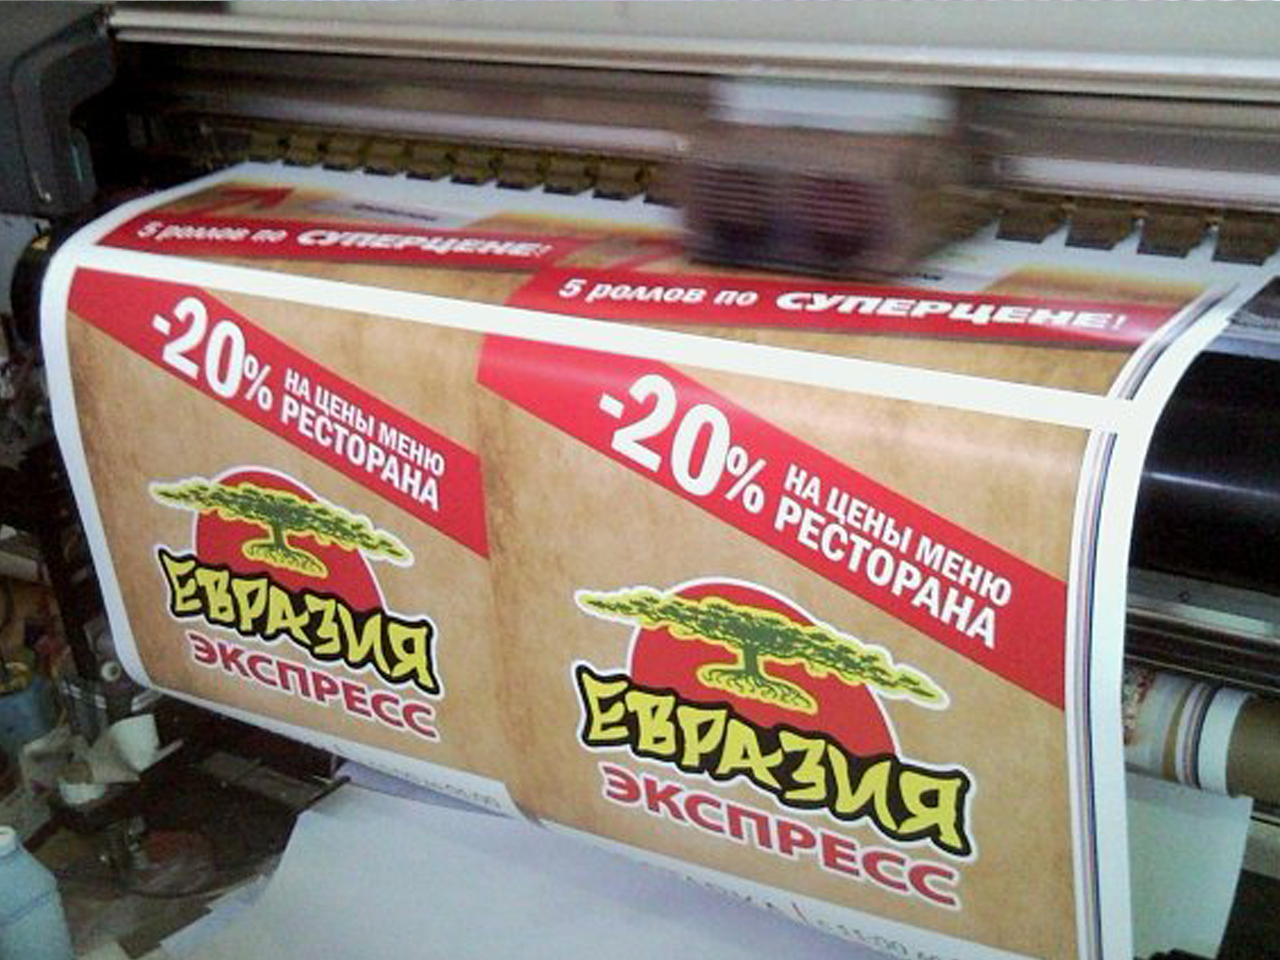 5 роллов по СУПЕРЦЕНЕ!
5 роллов по СУПЕРЦЕНЕ!
-20% НА ЦЕНЫ МЕНЮ
РЕСТОРАНА
ЕВРАЗИЯ
ЭКСПРЕСС
-20% НА ЦЕНЫ МЕНЮ
РЕСТОРАНА
ЕВРАЗИЯ
ЭКСПРЕСС